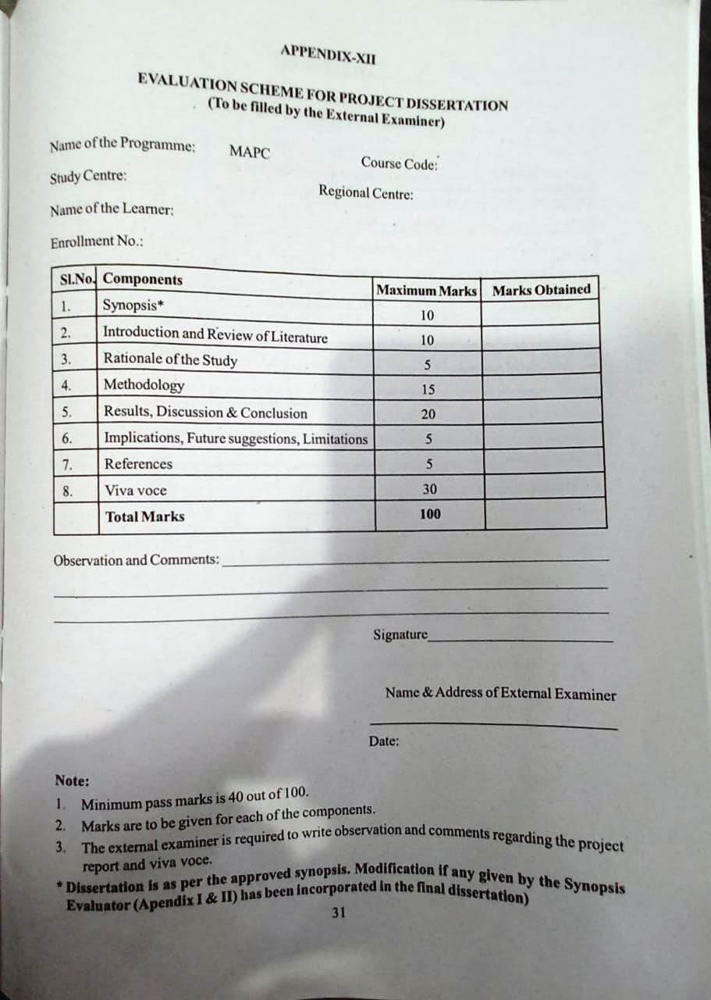 APPENDIX-XII
EVALUATION SCHEME FOR PROJECT DISSERTATION
(To be filled by the External Examiner)
Name of the Programme: MAPC Course Code:
Study Centre: Regional Centre:
Name of the Learner:
Enrollment No.:
Sl.No. Components Maximum Marks Marks Obtained
1. Synopsis* 10
2. Introduction and Review of Literature 10
3. Rationale of the Study 5
4. Methodology 15
5. Results, Discussion & Conclusion 20
6. Implications, Future suggestions, Limitations 5
7. References 5
8. Viva voce 30
Total Marks 100
Observation and Comments:
Signature
Name & Address of External Examiner
Date:
Note:
1. Minimum pass marks is 40 out of 100.
2. Marks are to be given for each of the components.
3. The external examiner is required to write observation and comments regarding the project
report and viva voce.
* Dissertation is as per the approved synopsis. Modification if any given by the Synopsis
Evaluator (Apendix I & II) has been incorporated in the final dissertation)
31